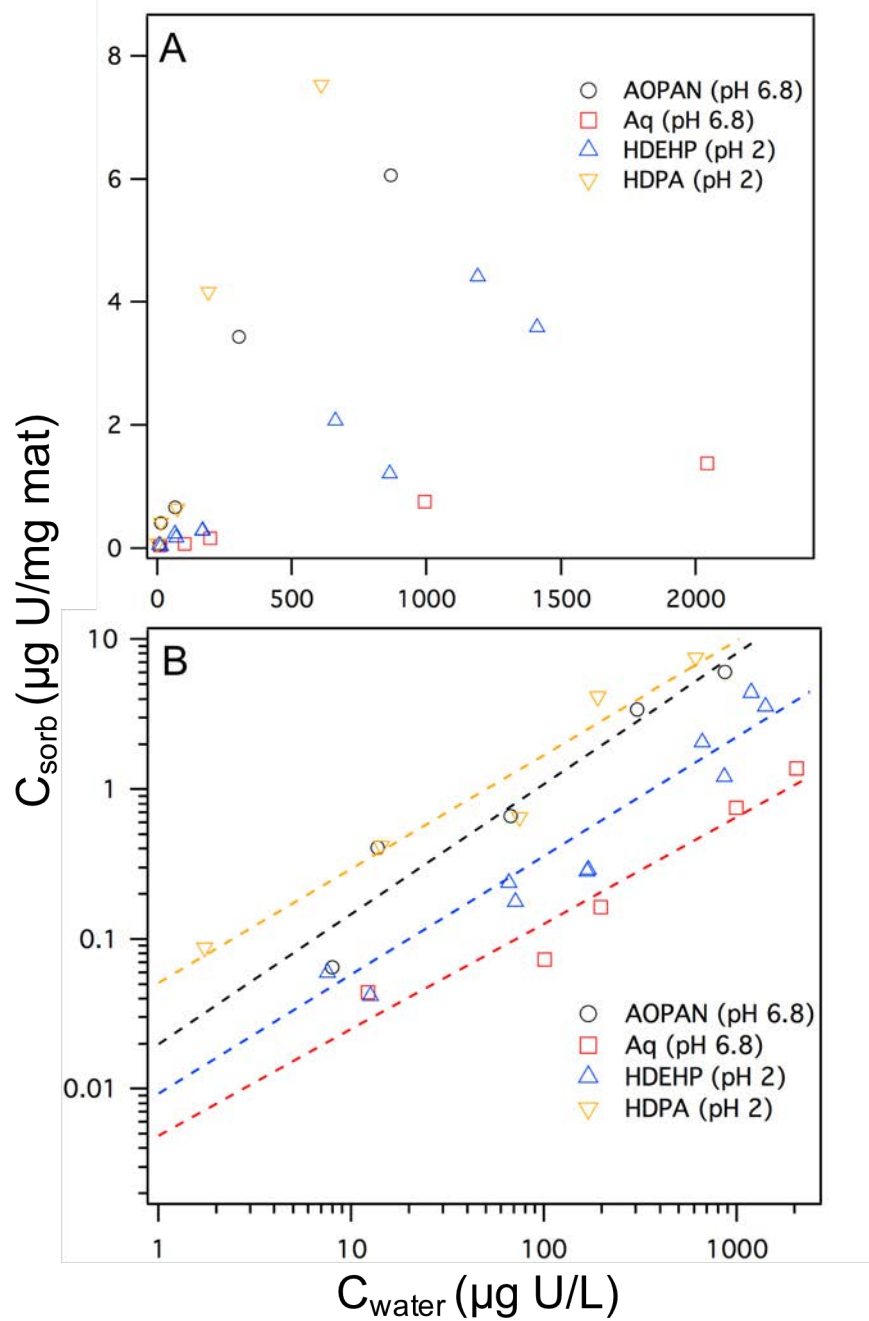 A
8
6
4
2
0
AOPAN (pH 6.8)
Aq (pH 6.8)
HDEHP (pH 2)
HDPA (pH 2)
0 500 1000 1500 2000
Csorb (µg U/mg mat)
B
10
1
0.1
0.01
AOPAN (pH 6.8)
Aq (pH 6.8)
HDEHP (pH 2)
HDPA (pH 2)
1 10 100 1000
Cwater (µg U/L)